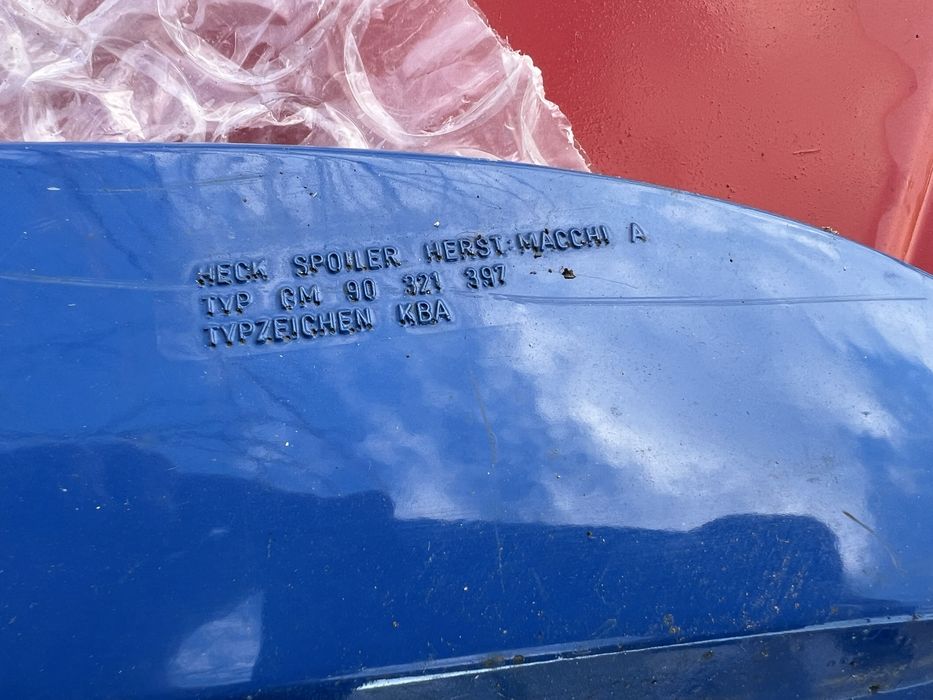 HECK SPOILER HERST: MACCHI A
TYP GM 90 321 397
TYPZEICHEN KBA